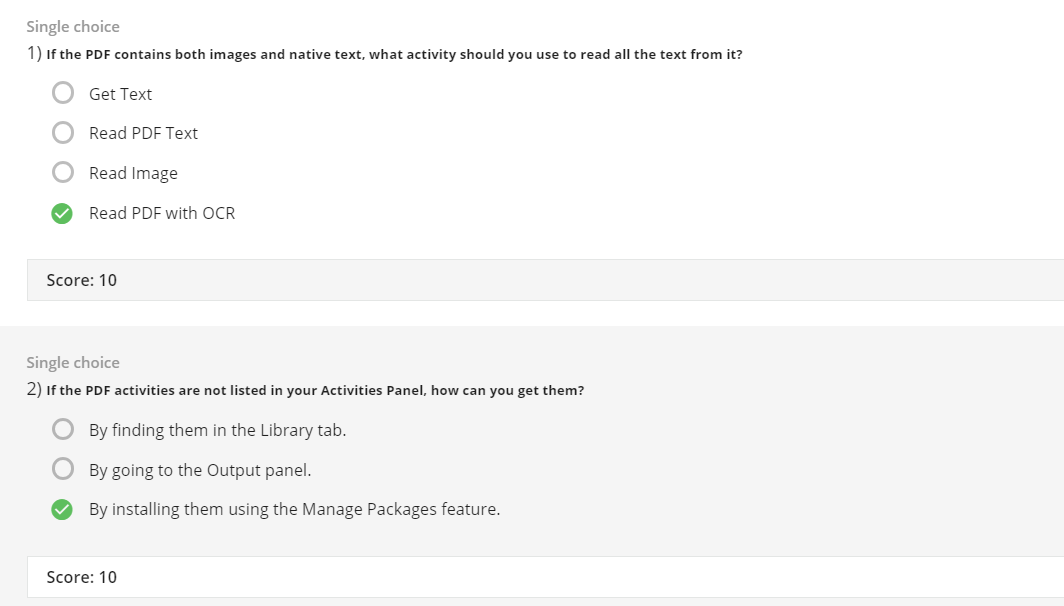 Single choice
1) If the PDF contains both images and native text, what activity should you use to read all the text from it?
Get Text
Read PDF Text
Read Image
Read PDF with OCR
Score: 10
Single choice
2) If the PDF activities are not listed in your Activities Panel, how can you get them?
By finding them in the Library tab.
By going to the Output panel.
By installing them using the Manage Packages feature.
Score: 10